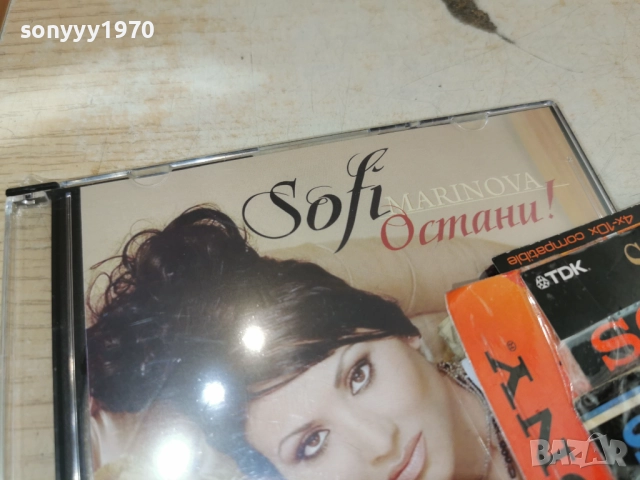 sonyyy1970
Sofi
MARINOVA
Остани!
4x-10x compatible
TDK
BAZAR